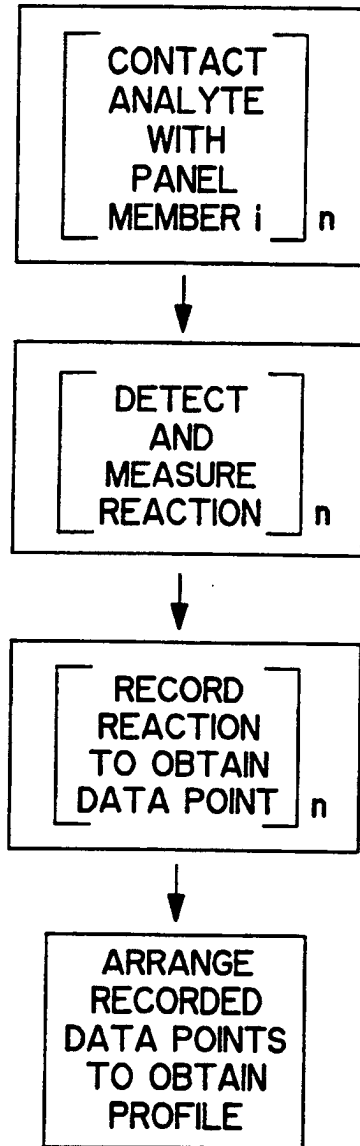 CONTACT
ANALYTE
WITH
PANEL
MEMBER i n
DETECT
AND
MEASURE
REACTION n
RECORD
REACTION
TO OBTAIN
DATA POINT n
ARRANGE
RECORDED
DATA POINTS
TO OBTAIN
PROFILE